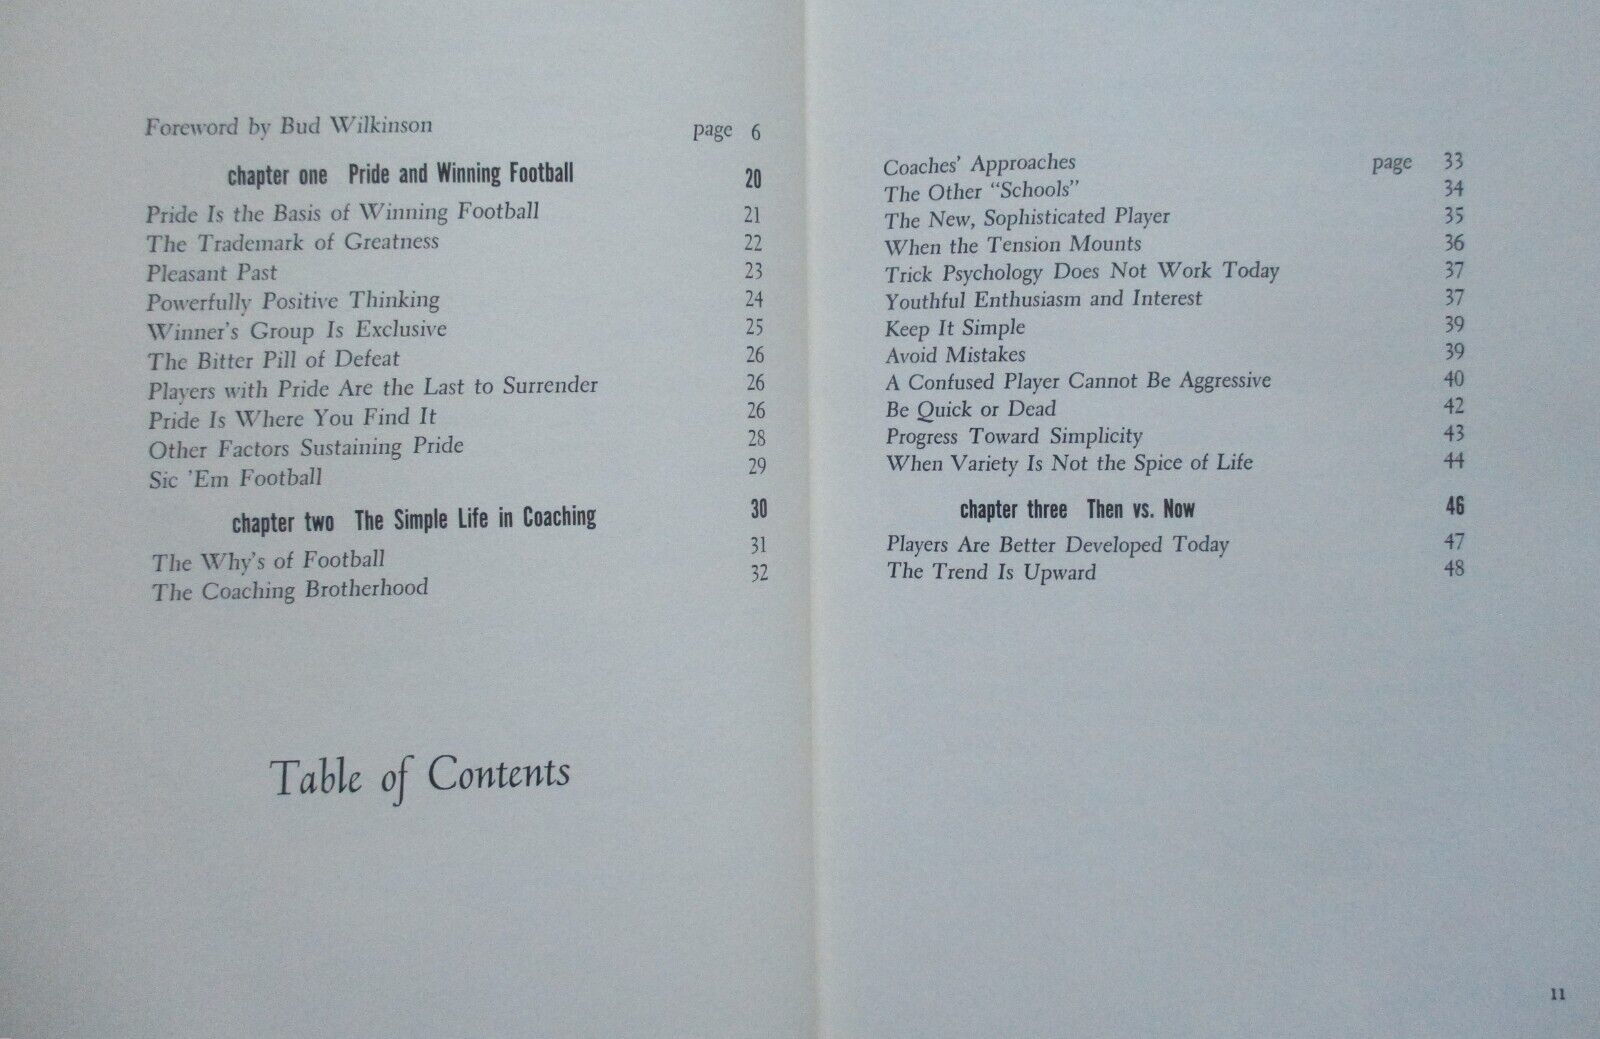 Foreword by Bud Wilkinson page 6
chapter one Pride and Winning Football 20
Pride Is the Basis of Winning Football 21
The Trademark of Greatness 22
Pleasant Past 23
Powerfully Positive Thinking 24
Winner's Group Is Exclusive 25
The Bitter Pill of Defeat 26
Players with Pride Are the Last to Surrender 26
Pride Is Where You Find It 26
Other Factors Sustaining Pride 28
Sic 'Em Football 29
chapter two The Simple Life in Coaching 30
The Why's of Football 31
The Coaching Brotherhood 32
Table of Contents
Coaches' Approaches page 33
The Other "Schools" 34
The New, Sophisticated Player 35
When the Tension Mounts 36
Trick Psychology Does Not Work Today 37
Youthful Enthusiasm and Interest 37
Keep It Simple 39
Avoid Mistakes 39
A Confused Player Cannot Be Aggressive 40
Be Quick or Dead 42
Progress Toward Simplicity 43
When Variety Is Not the Spice of Life 44
chapter three Then vs. Now 46
Players Are Better Developed Today 47
The Trend Is Upward 48
11